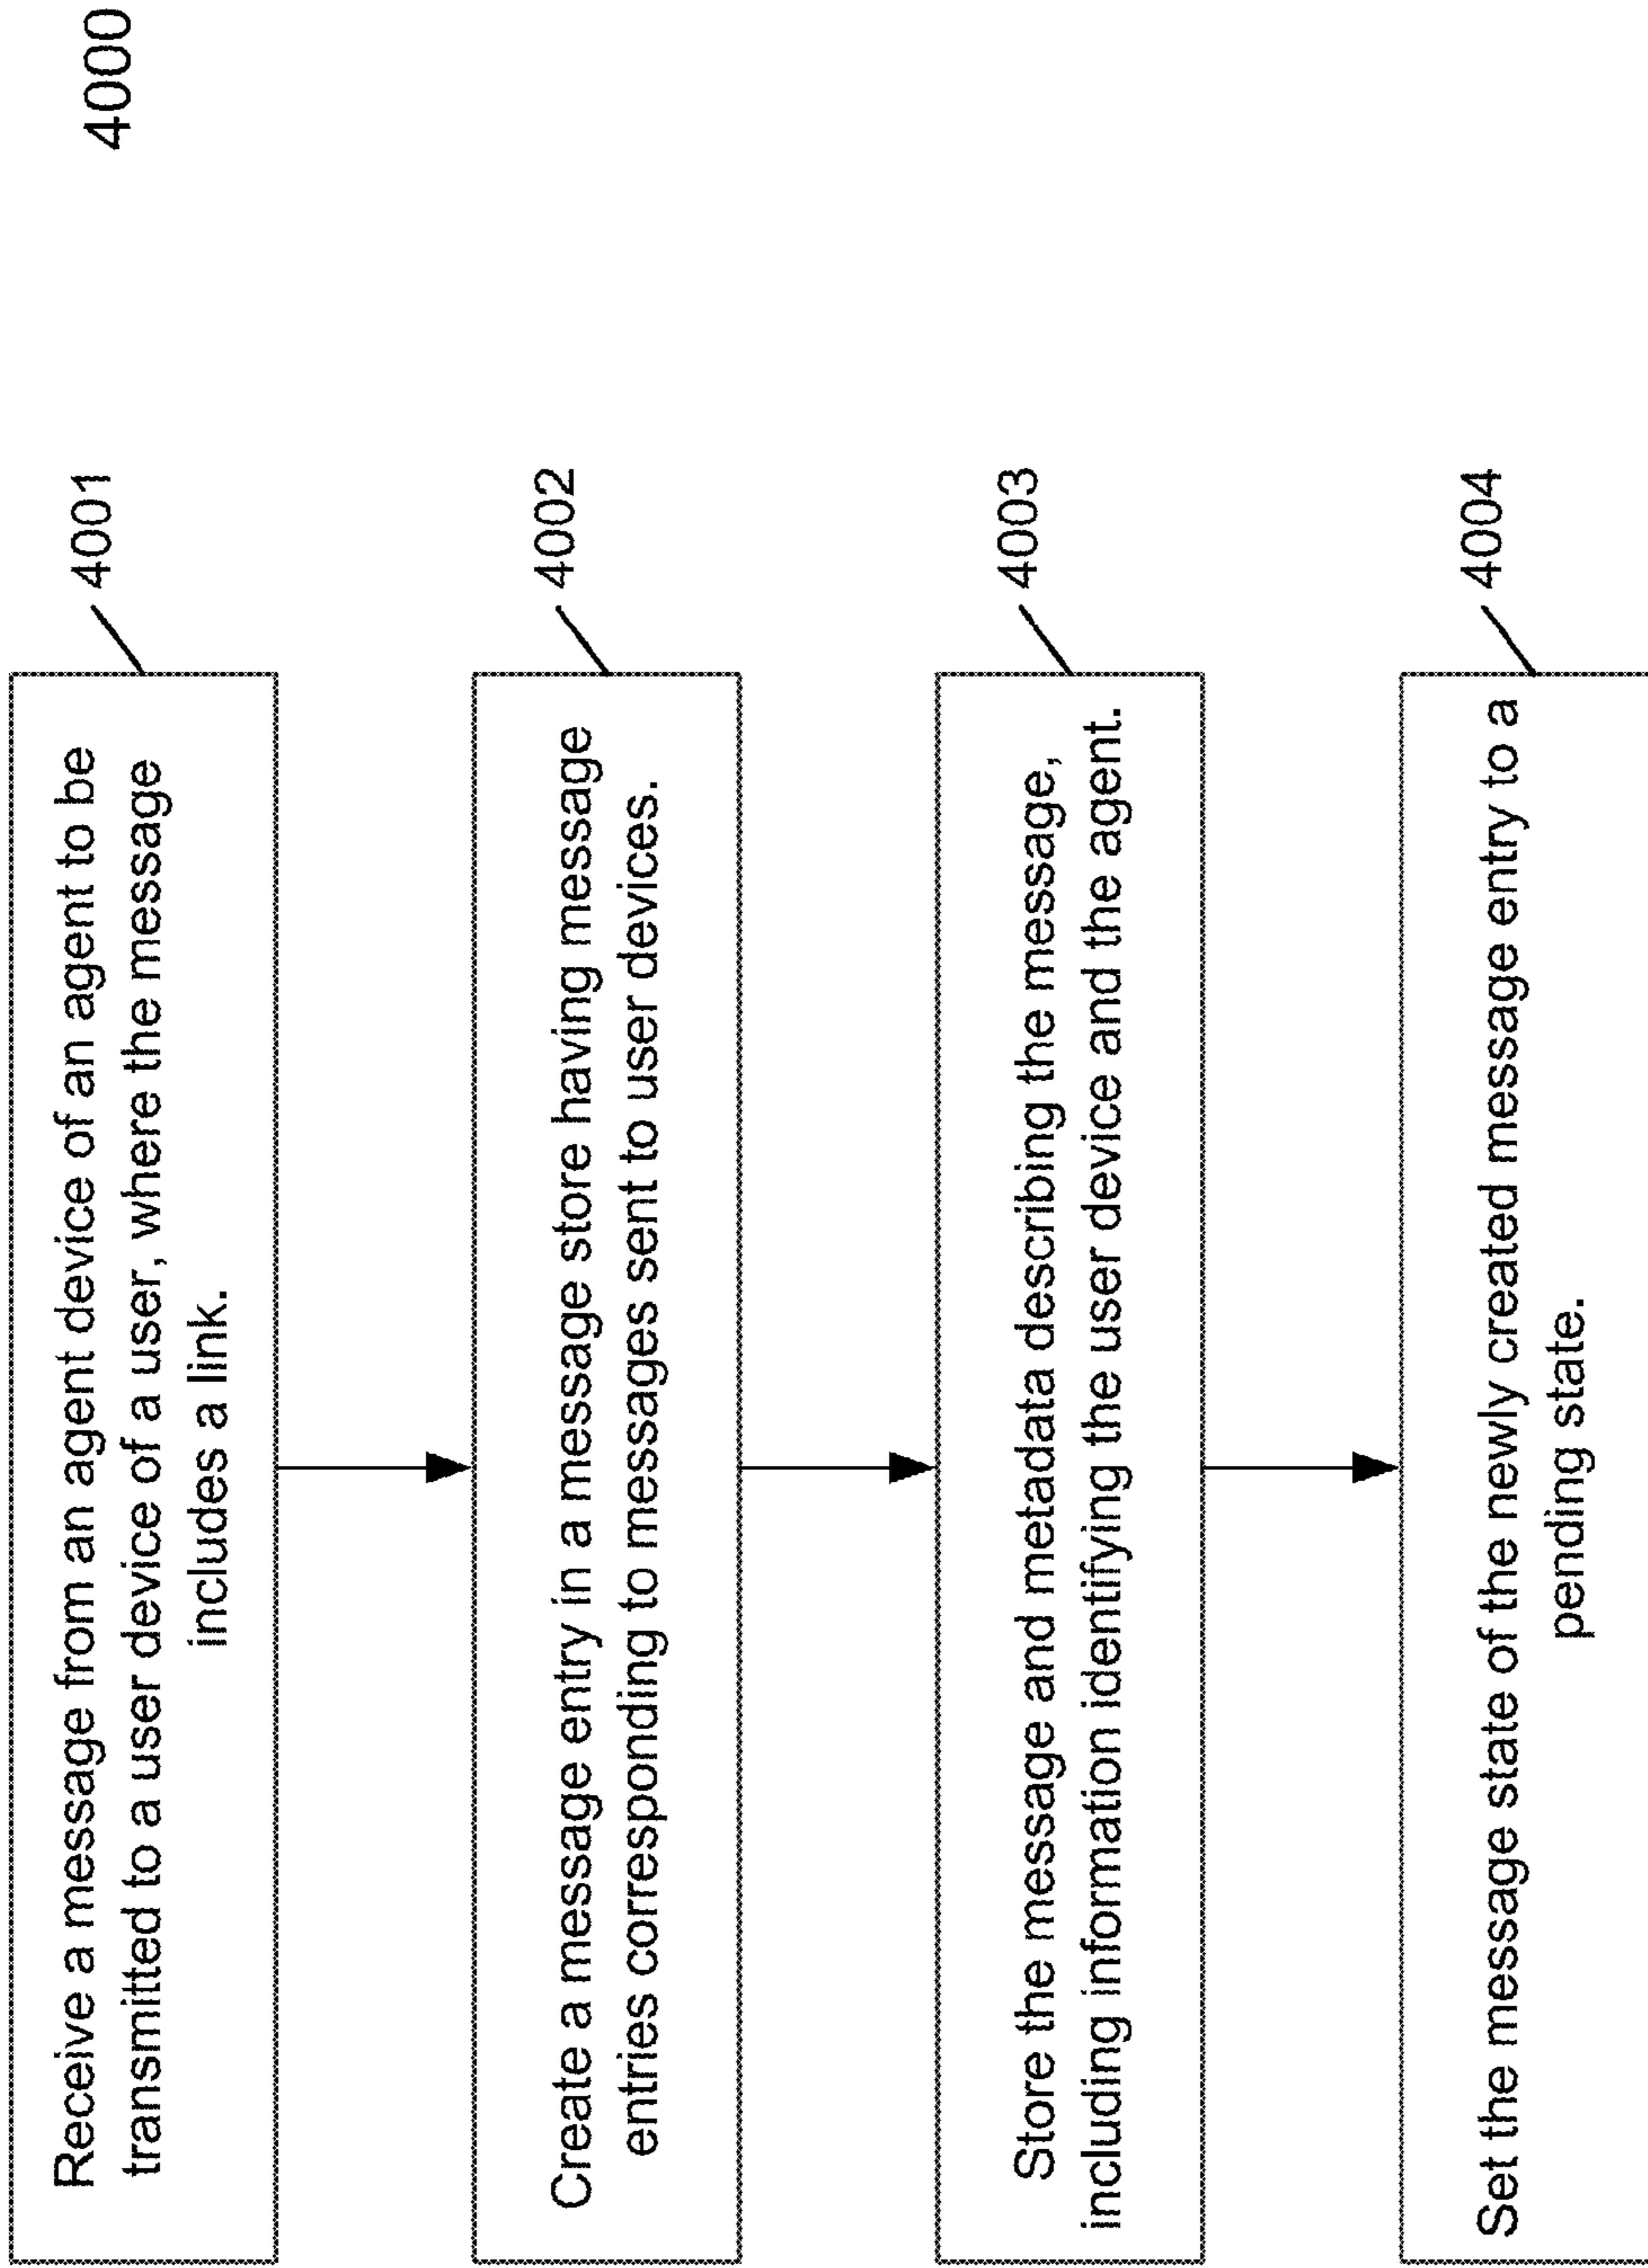 4000
Receive a message from an agent device of an agent to be
transmitted to a user device of a user, where the message
includes a link.
4001
Create a message entry in a message store having message
entries corresponding to messages sent to user devices.
4002
Store the message and metadata describing the message,
including information identifying the user device and the agent.
4003
Set the message state of the newly created message entry to a
pending state.
4004